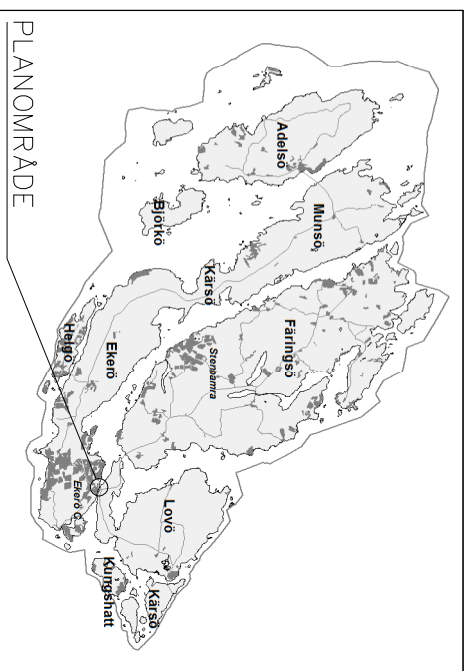 PLANOMRÅDE
Adelsö
Björkö
Munsö
Kärsö
Färingsö
Stenhamra
Ekerö
Helgö
Ekerö C
Lovö
Kärsö
Kungshatt